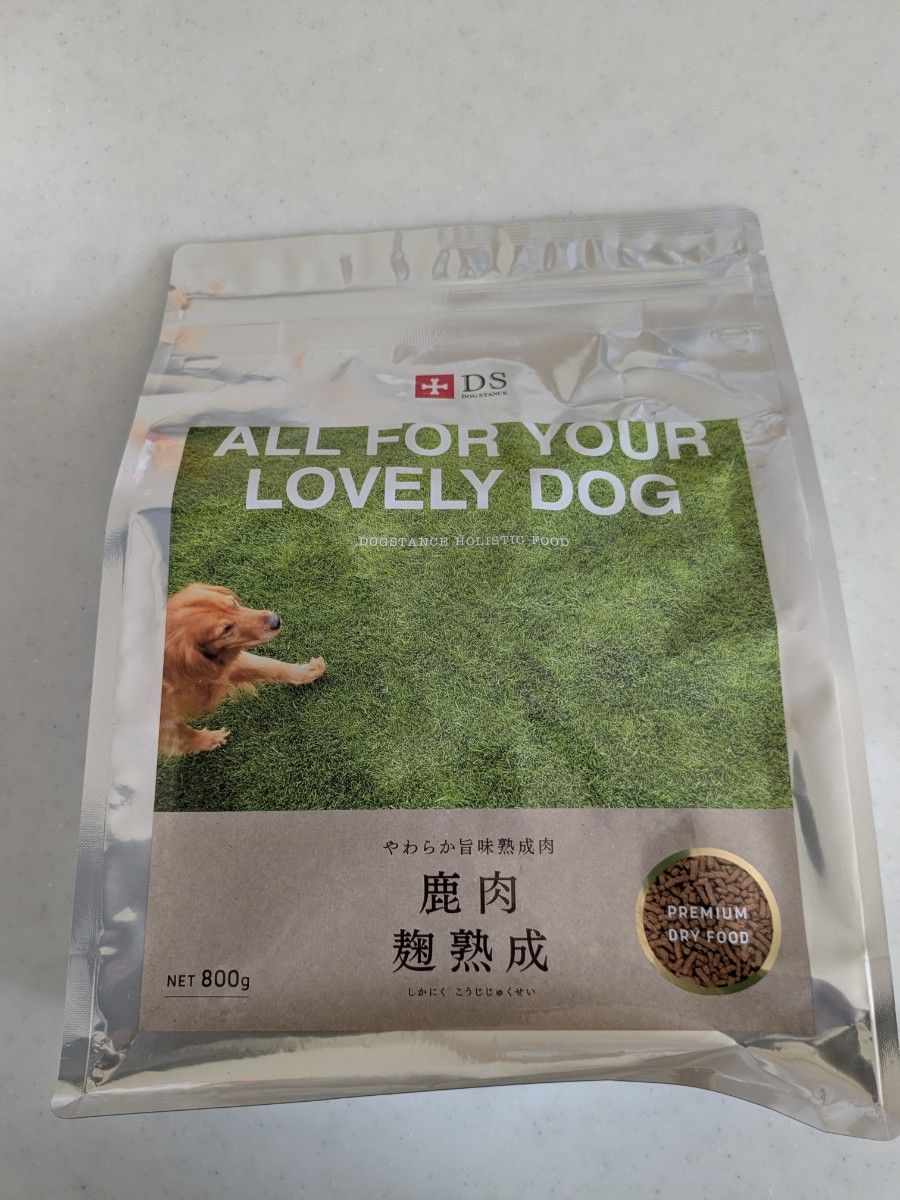 DS
DOG STANCE
ALL FOR YOUR
LOVELY DOG
DOGSTANCE HOLISTIC FOOD
やわらか旨味熟成肉
鹿肉
麹熟成
しかにく こうじじゅくせい
PREMIUM
DRY FOOD
NET 800g